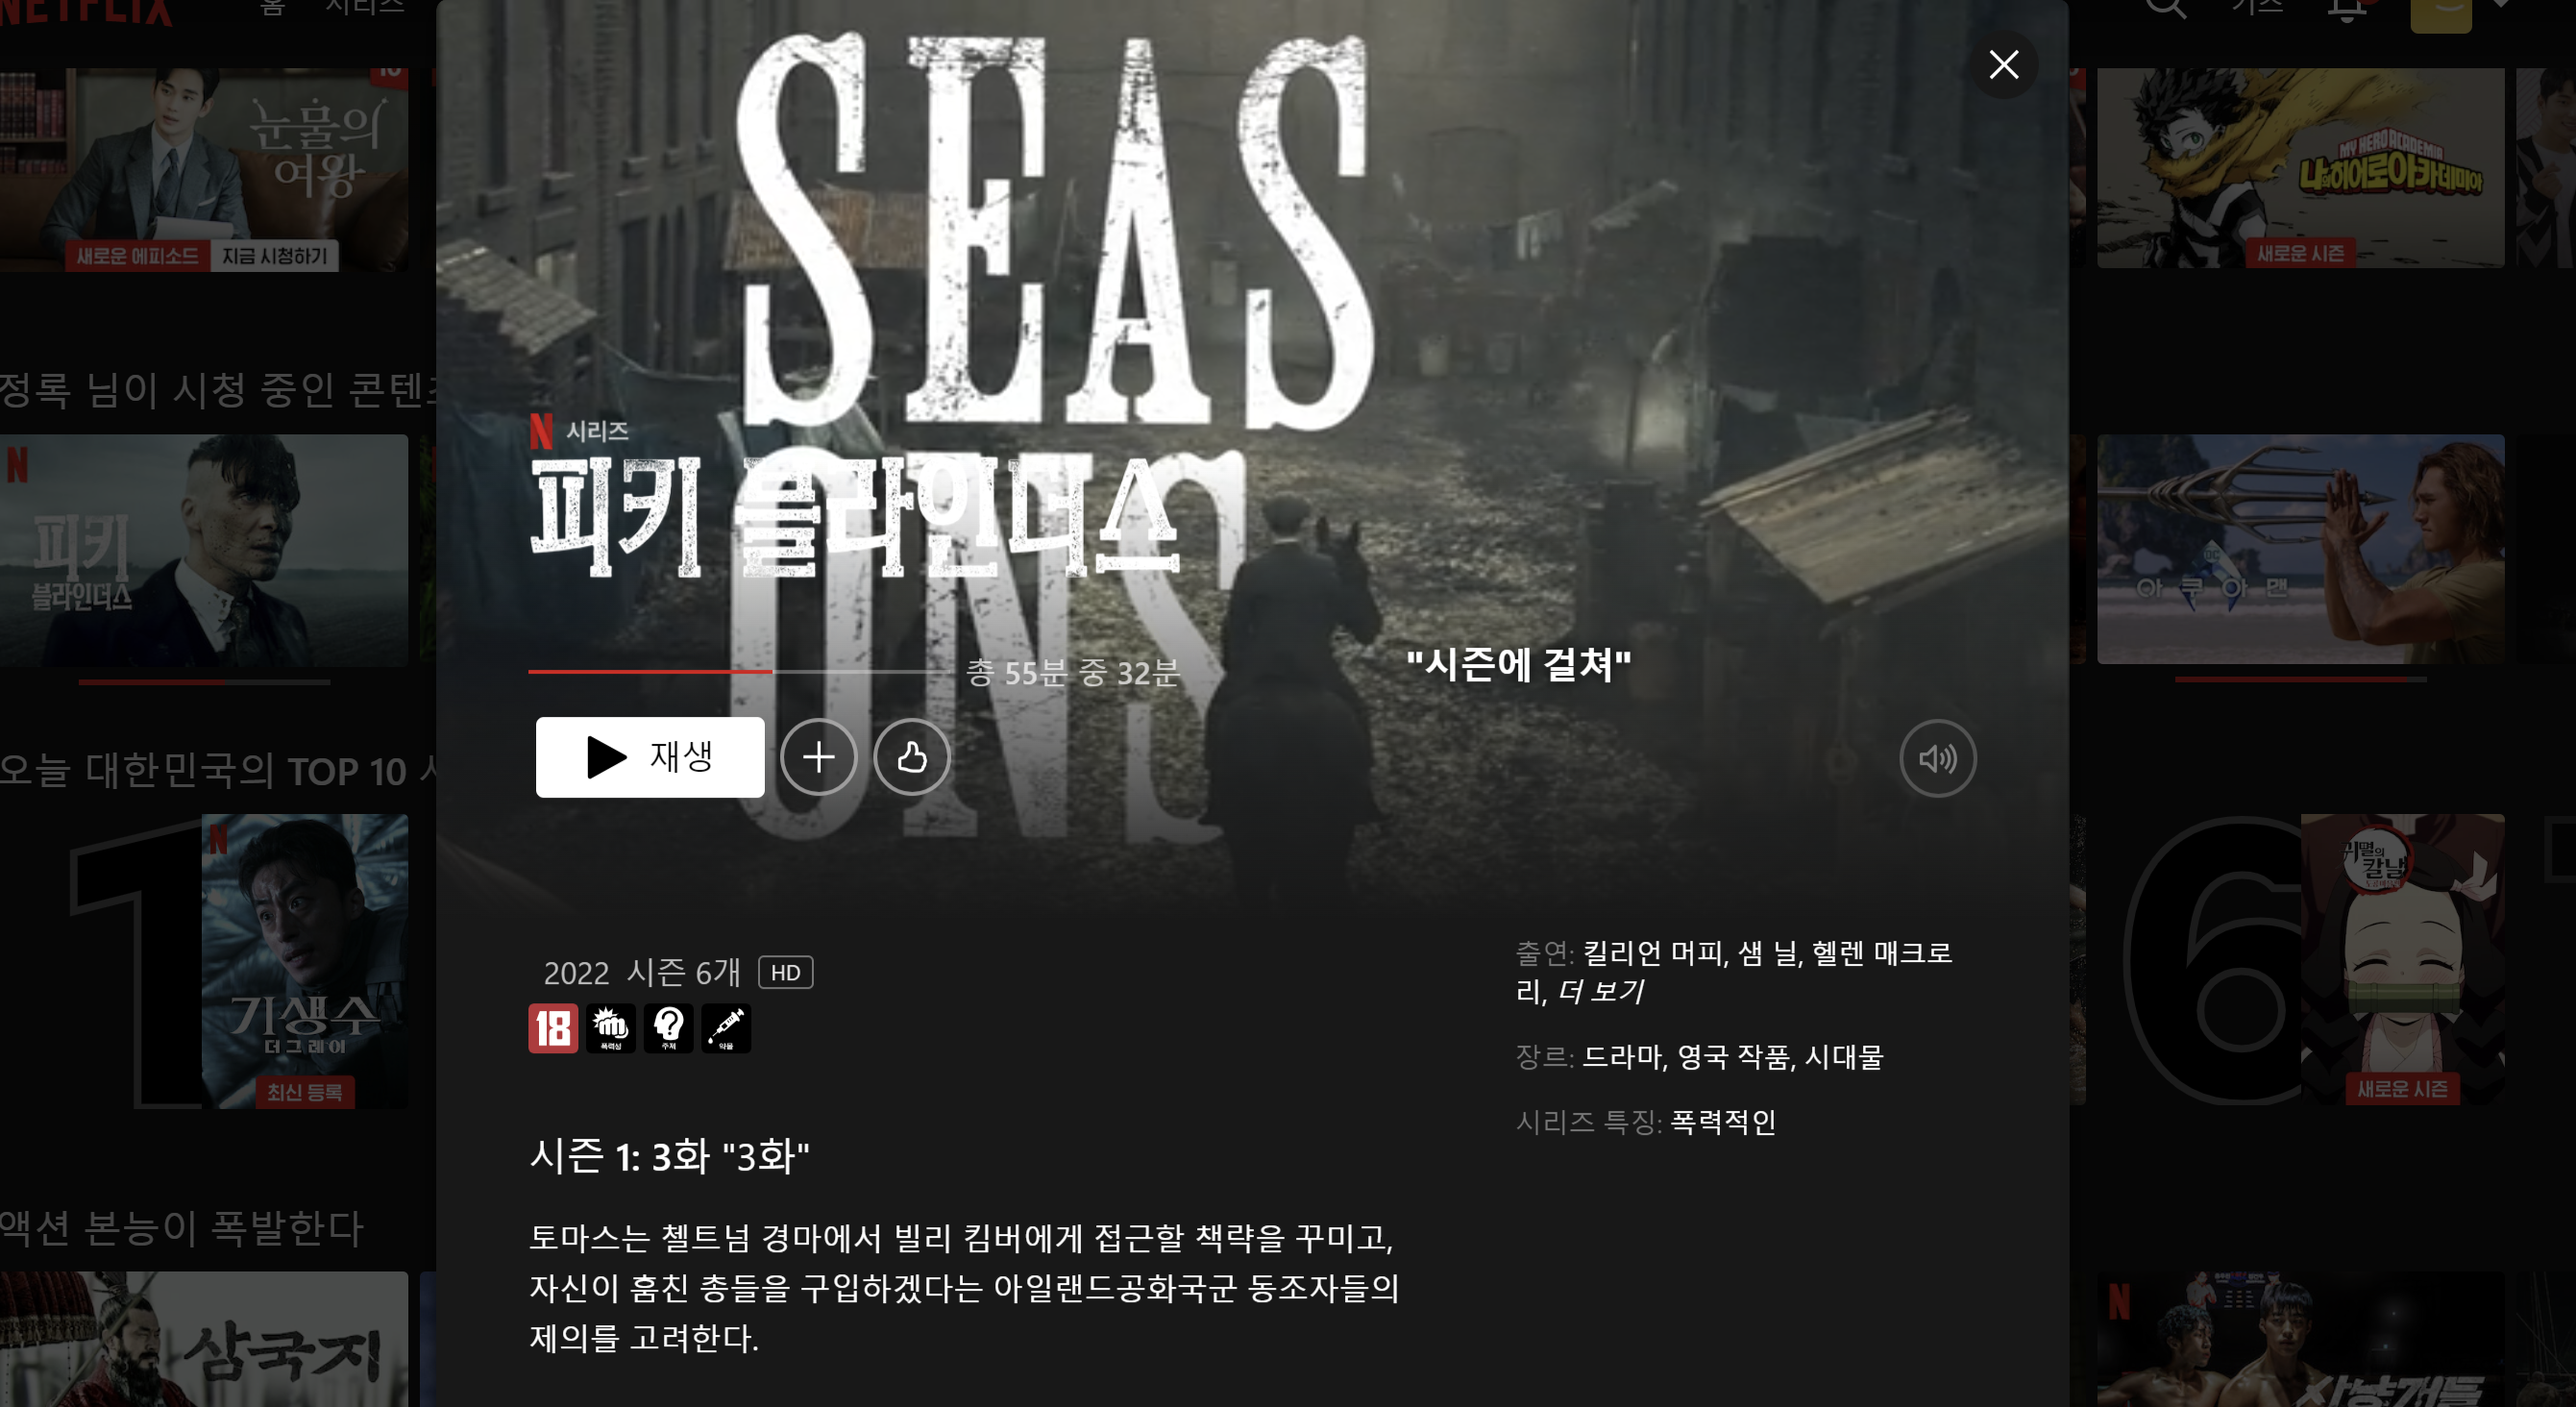 NETFLIX
홈 시리즈
키즈
눈물의
여왕
새로운 에피소드 지금 시청하기
MY HERO ACADEMIA
나의 히어로 아카데미아
새로운 시즌
SEAS
ONS
정록 님이 시청 중인 콘텐츠
N
피키
블라인더스
N 시리즈
피키 블라인더스
DC
아쿠아맨
총 55분 중 32분
"시즌에 걸쳐"
재생
오늘 대한민국의 TOP 10
1
N
기생수
더 그레이
최신 등록
6
귀멸의
칼날
새로운 시즌
2022 시즌 6개 HD
18 폭력성 주제 약물
출연: 킬리언 머피, 샘 닐, 헬렌 매크로
리, 더 보기
장르: 드라마, 영국 작품, 시대물
시리즈 특징: 폭력적인
시즌 1: 3화 "3화"
토마스는 첼트넘 경마에서 빌리 킴버에게 접근할 책략을 꾸미고,
자신이 훔친 총들을 구입하겠다는 아일랜드공화국군 동조자들의
제의를 고려한다.
액션 본능이 폭발한다
삼국지
N
사냥개들